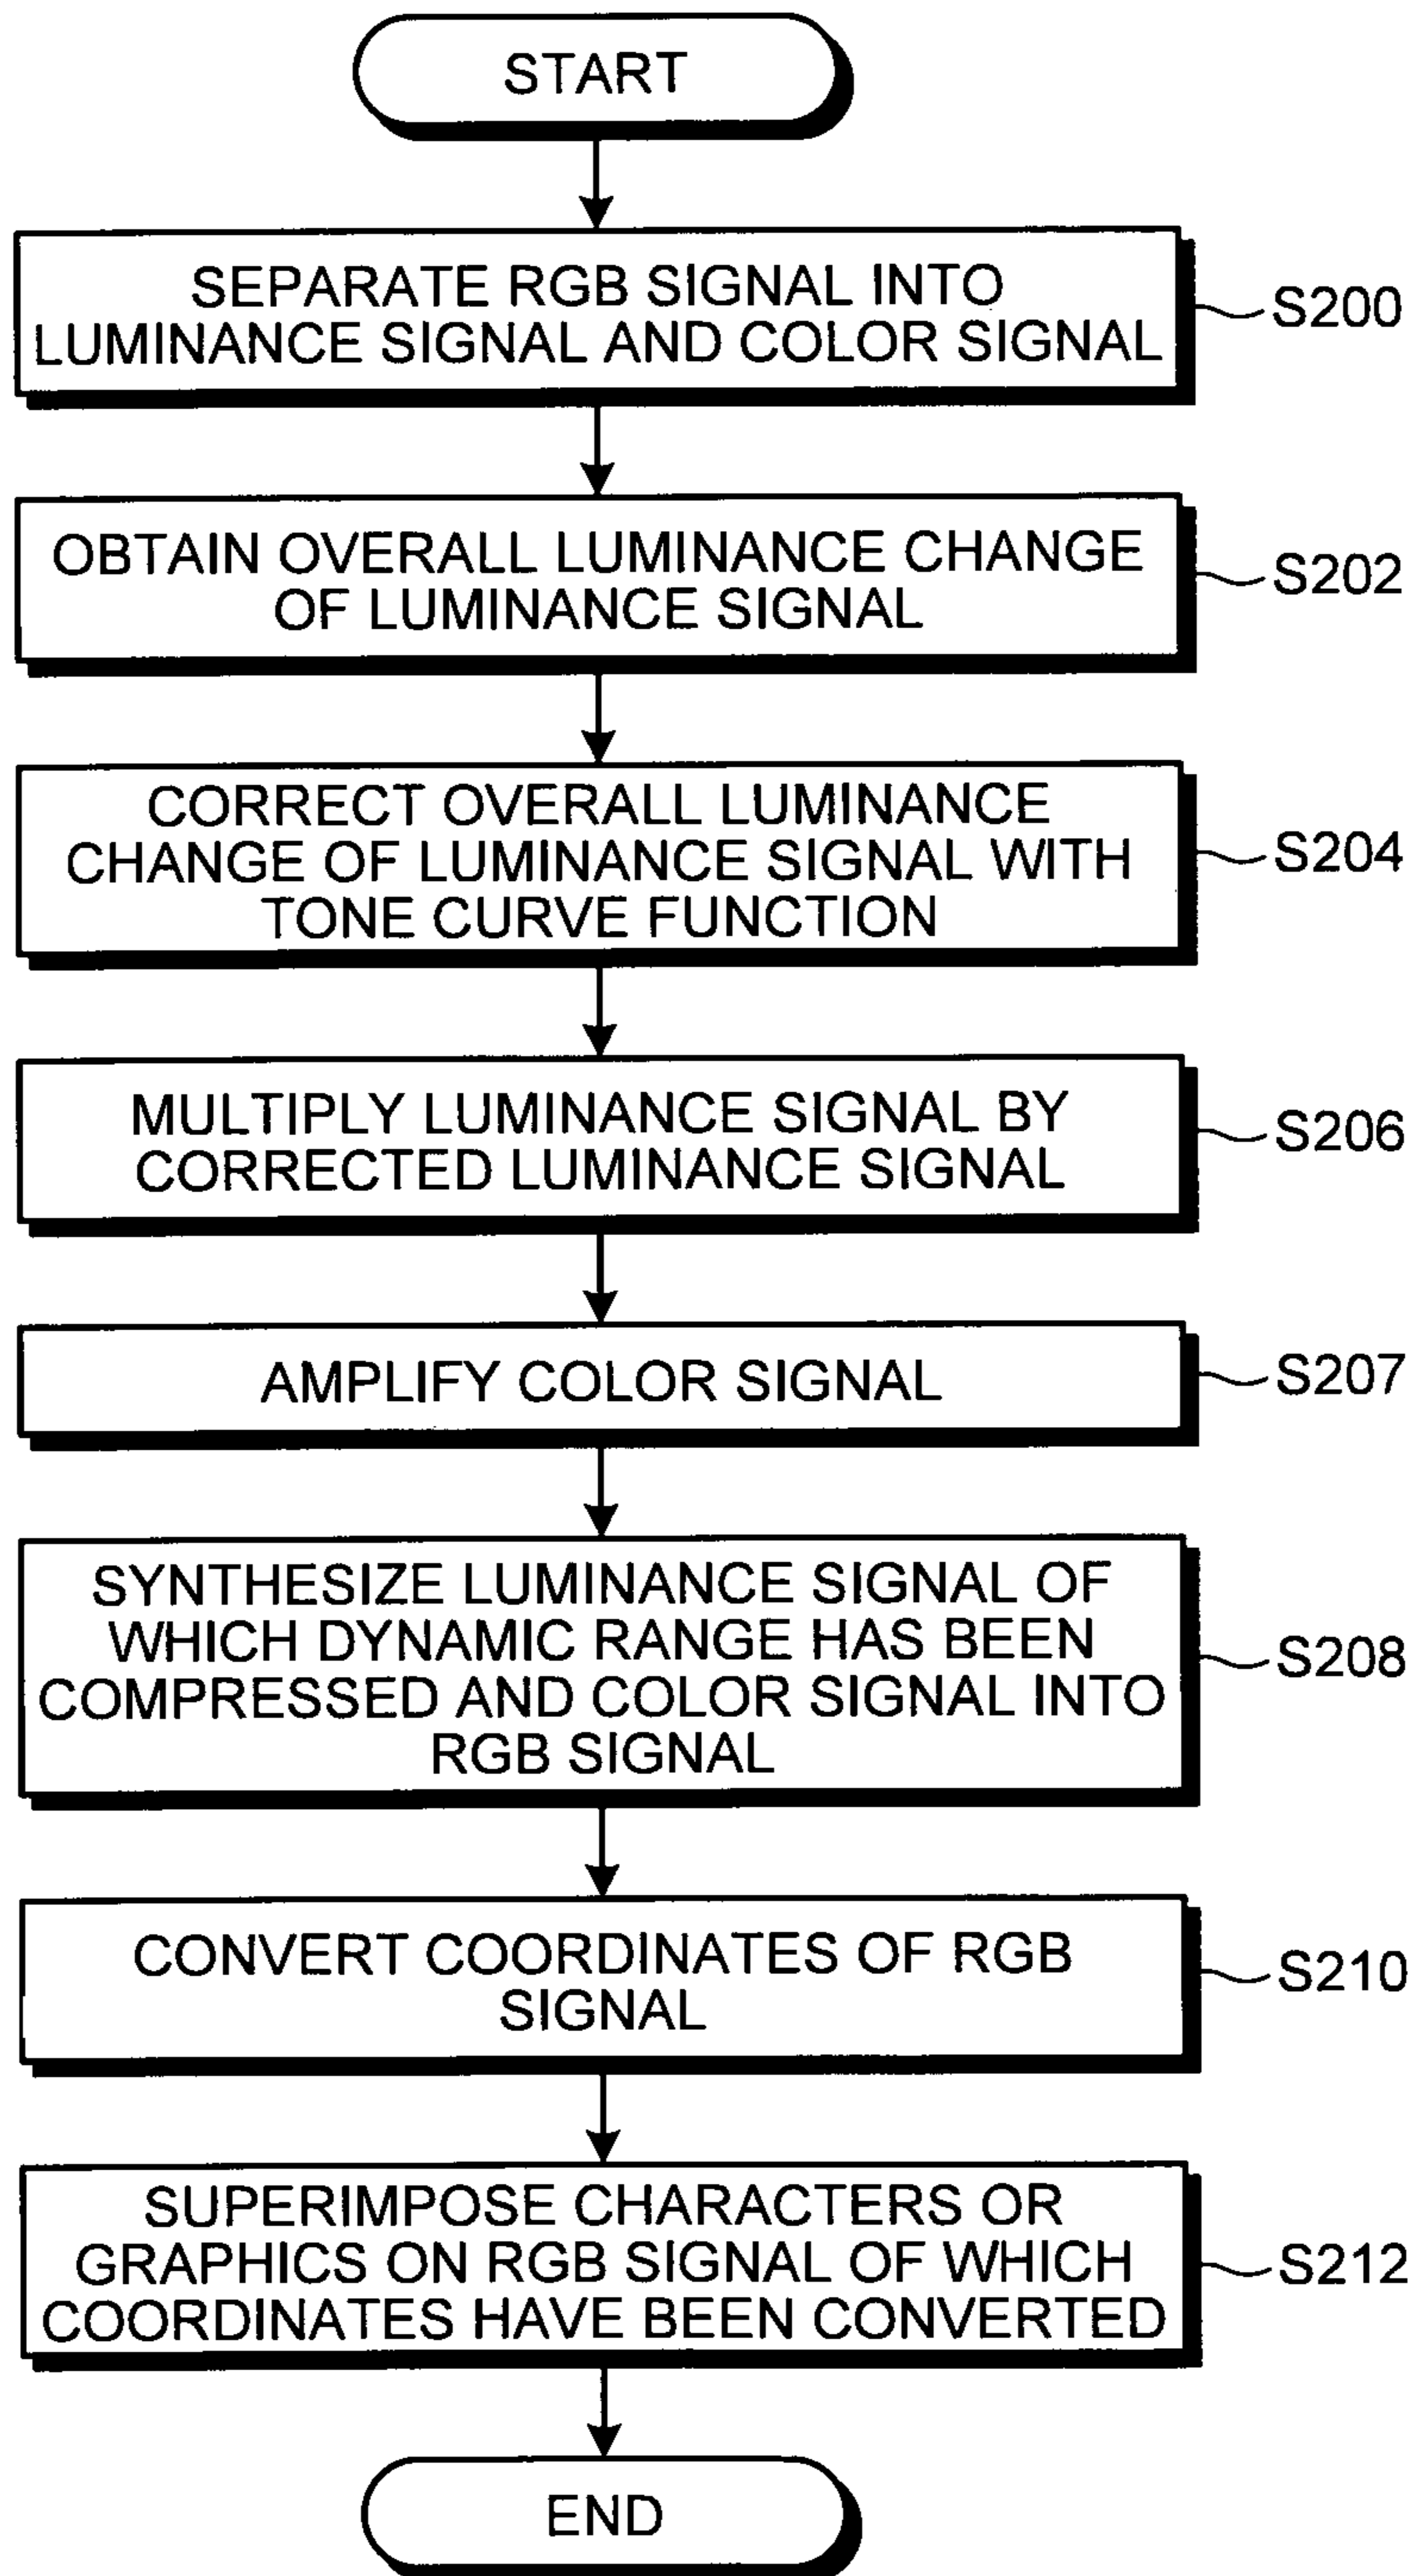 START
SEPARATE RGB SIGNAL INTO
LUMINANCE SIGNAL AND COLOR SIGNAL
S200
OBTAIN OVERALL LUMINANCE CHANGE
OF LUMINANCE SIGNAL
S202
CORRECT OVERALL LUMINANCE
CHANGE OF LUMINANCE SIGNAL WITH
TONE CURVE FUNCTION
S204
MULTIPLY LUMINANCE SIGNAL BY
CORRECTED LUMINANCE SIGNAL
S206
AMPLIFY COLOR SIGNAL
S207
SYNTHESIZE LUMINANCE SIGNAL OF
WHICH DYNAMIC RANGE HAS BEEN
COMPRESSED AND COLOR SIGNAL INTO
RGB SIGNAL
S208
CONVERT COORDINATES OF RGB
SIGNAL
S210
SUPERIMPOSE CHARACTERS OR
GRAPHICS ON RGB SIGNAL OF WHICH
COORDINATES HAVE BEEN CONVERTED
S212
END